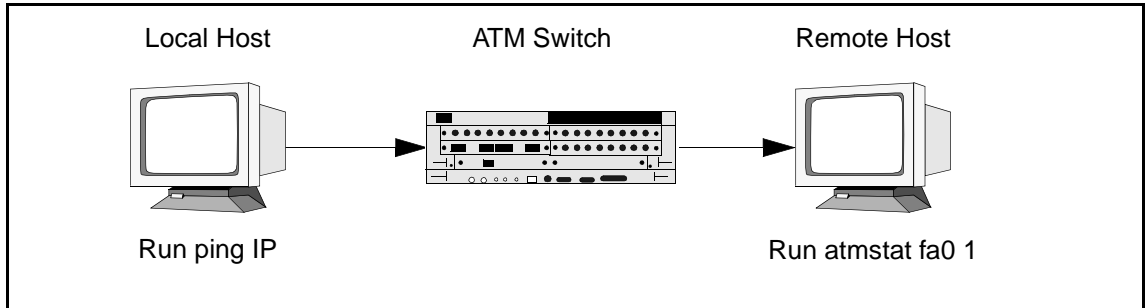 Local Host
ATM Switch
Remote Host
Run ping IP
Run atmstat fa0 1